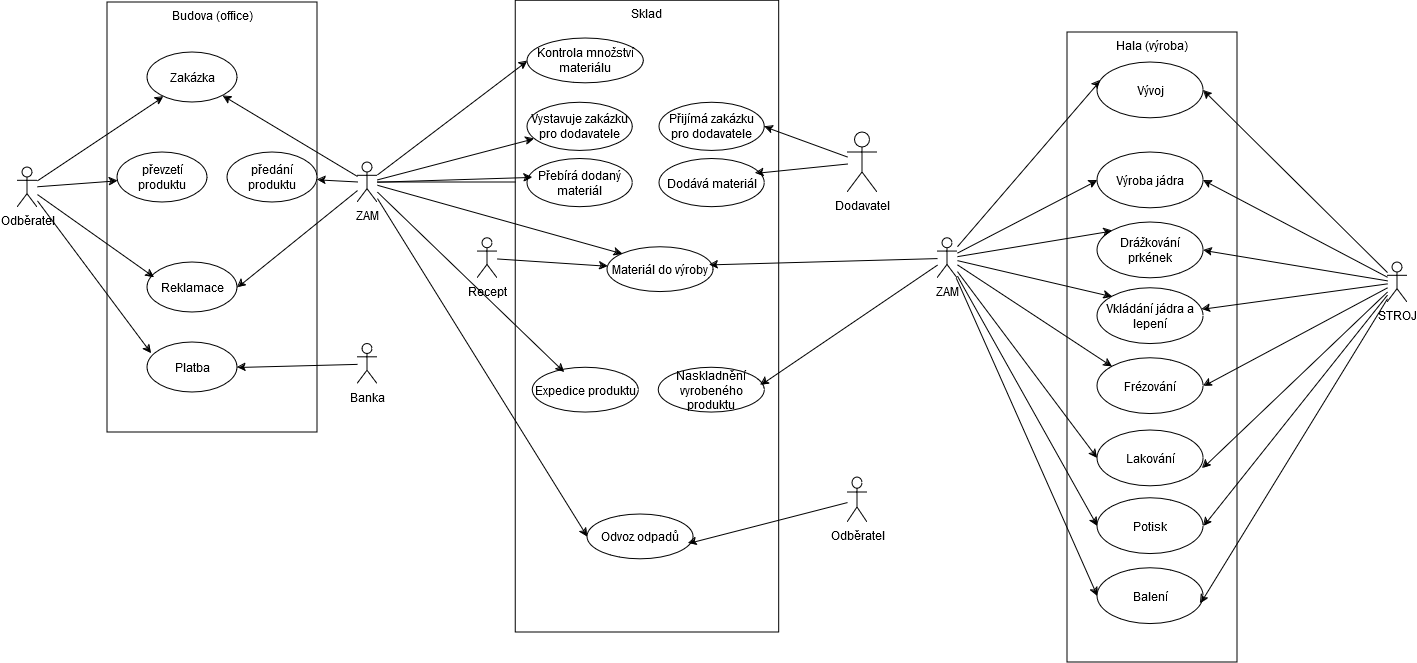 Budova (office)
Zakázka
převzetí
produktu
předání
produktu
Reklamace
Platba
Odběratel
ZAM
Banka
Sklad
Kontrola množství
materiálu
Vystavuje zakázku
pro dodavatele
Přijímá zakázku
pro dodavatele
Přebírá dodaný
materiál
Dodává materiál
Materiál do výroby
Recept
Expedice produktu
Naskladnění
vyrobeného
produktu
Odvoz odpadů
Dodavatel
Odběratel
ZAM
Hala (výroba)
Vývoj
Výroba jádra
Drážkování
prkének
Vkládání jádra a
lepení
Frézování
Lakování
Potisk
Balení
STROJ